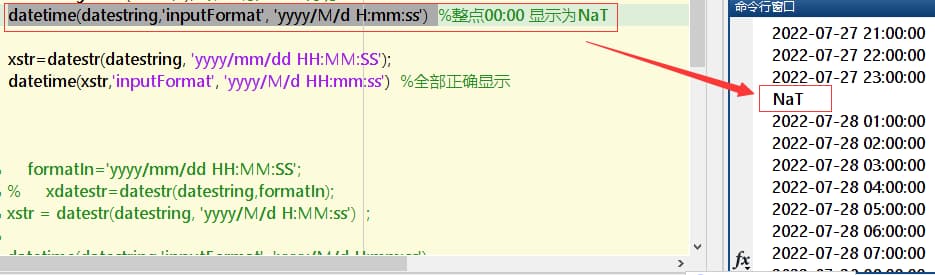 datetime(datestring,'inputFormat', 'yyyy/M/d H:mm:ss') %整点00:00 显示为NaT
xstr=datestr(datestring, 'yyyy/mm/dd HH:MM:SS');
datetime(xstr,'inputFormat', 'yyyy/M/d HH:mm:ss') %全部正确显示
formatIn='yyyy/mm/dd HH:MM:SS';
% xdatestr=datestr(datestring,formatIn);
xstr = datestr(datestring, 'yyyy/M/d H:MM:ss') ;
命令行窗口
2022-07-27 21:00:00
2022-07-27 22:00:00
2022-07-27 23:00:00
NaT
2022-07-28 01:00:00
2022-07-28 02:00:00
2022-07-28 03:00:00
2022-07-28 04:00:00
2022-07-28 05:00:00
2022-07-28 06:00:00
2022-07-28 07:00:00
fx